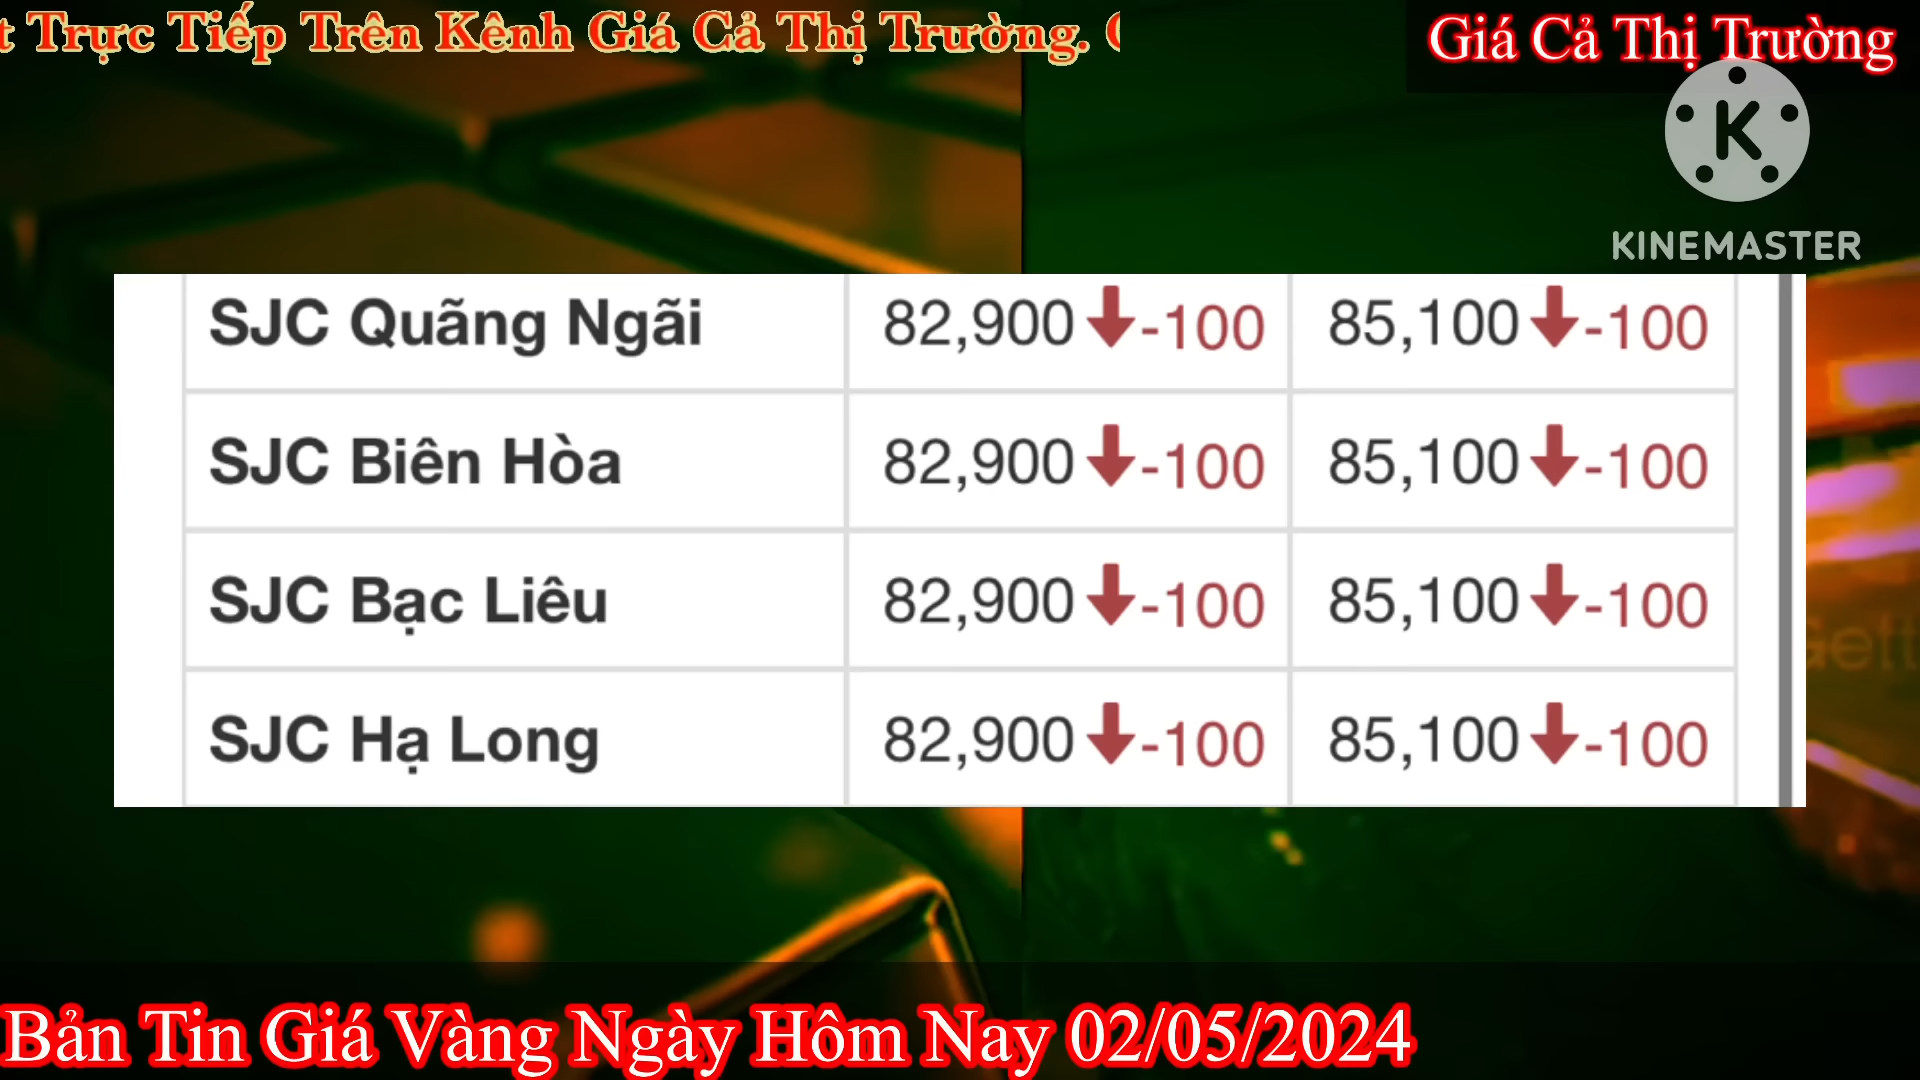 t Trực Tiếp Trên Kênh Giá Cả Thị Trường.
Giá Cả Thị Trường
K
KINEMASTER
SJC Quãng Ngãi 82,900 -100 85,100 -100
SJC Biên Hòa 82,900 -100 85,100 -100
SJC Bạc Liêu 82,900 -100 85,100 -100
SJC Hạ Long 82,900 -100 85,100 -100
Gett
Bản Tin Giá Vàng Ngày Hôm Nay 02/05/2024